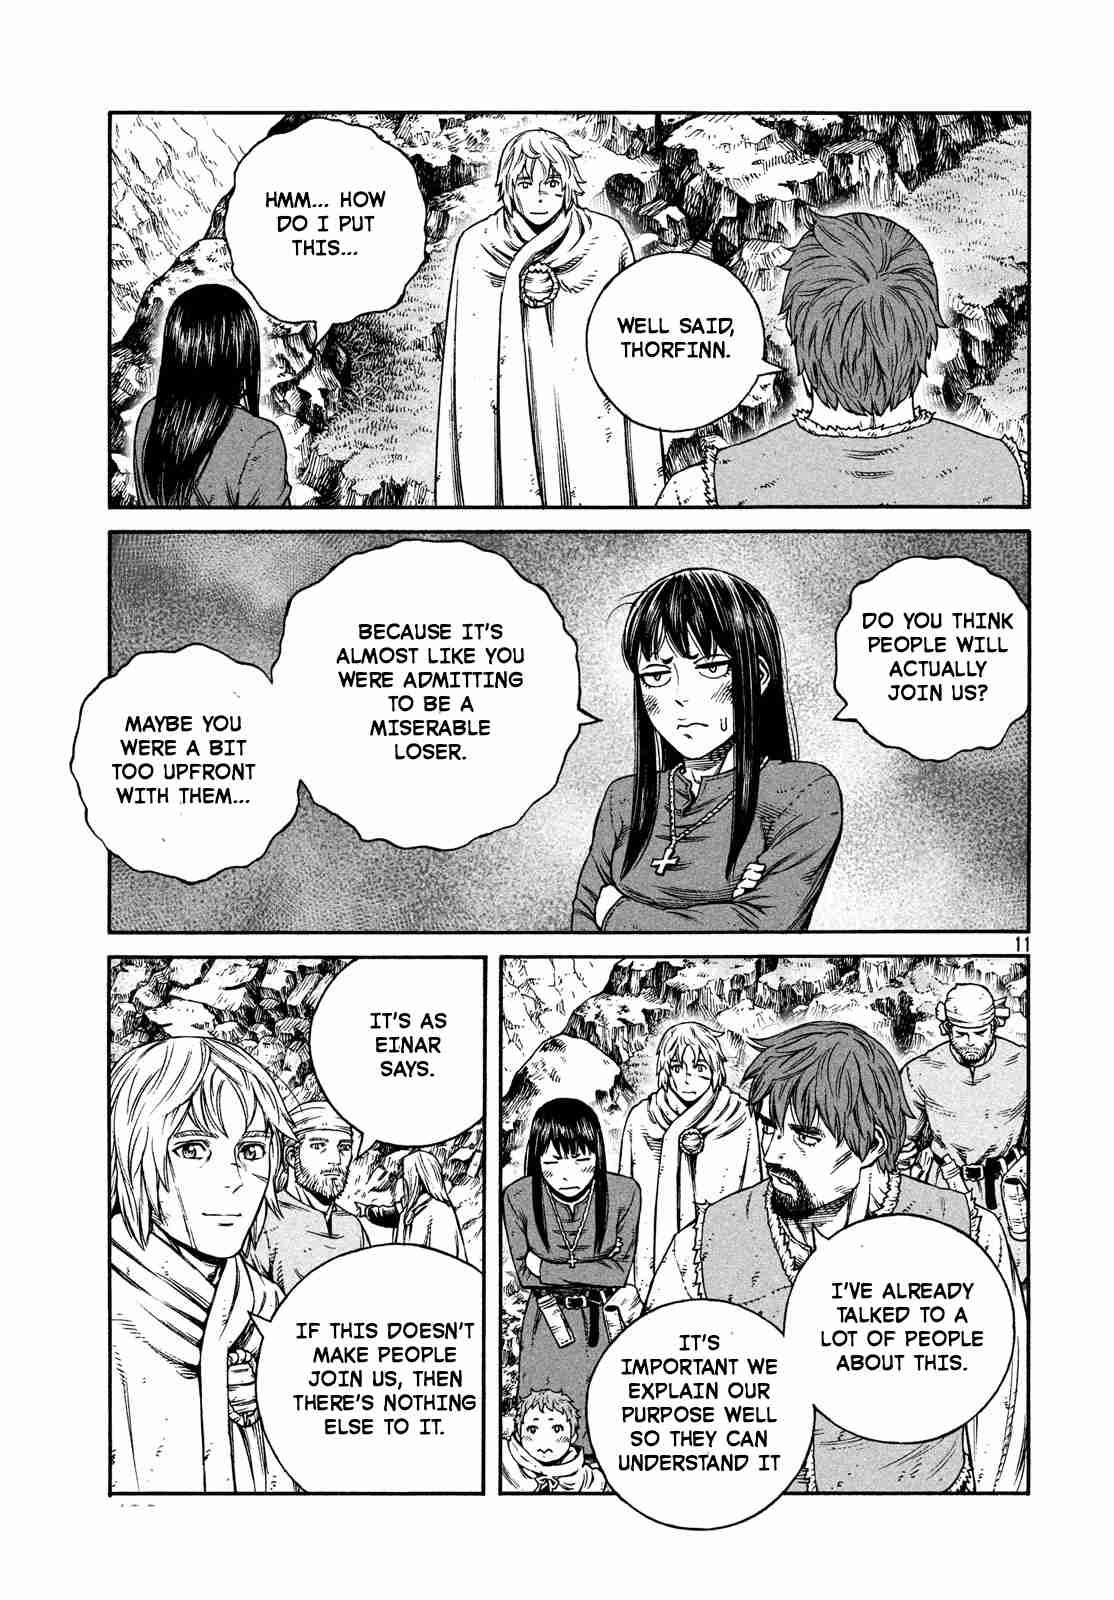 WELL SAID,
THORFINN.
HMM... HOW
DO I PUT
THIS...
DO YOU THINK
PEOPLE WILL
ACTUALLY
JOIN US?
BECAUSE IT'S
ALMOST LIKE YOU
WERE ADMITTING
TO BE A
MISERABLE
LOSER.
MAYBE YOU
WERE A BIT
TOO UPFRONT
WITH THEM...
11
I'VE ALREADY
TALKED TO A
LOT OF PEOPLE
ABOUT THIS.
IT'S
IMPORTANT WE
EXPLAIN OUR
PURPOSE WELL
SO THEY CAN
UNDERSTAND IT
IT'S AS
EINAR
SAYS.
IF THIS DOESN'T
MAKE PEOPLE
JOIN US, THEN
THERE'S NOTHING
ELSE TO IT.